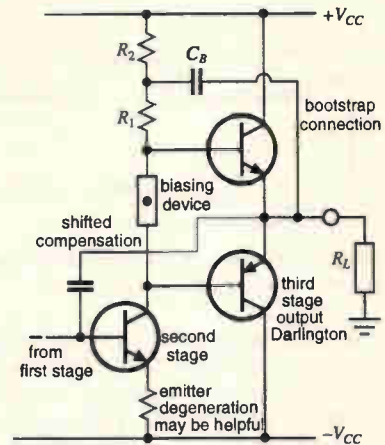 +VCC
R2
CB
R1
bootstrap
connection
biasing
device
shifted
compensation
RL
third
stage
output
Darlington
second
stage
from
first stage
emitter
degeneration
may be helpful
−VCC